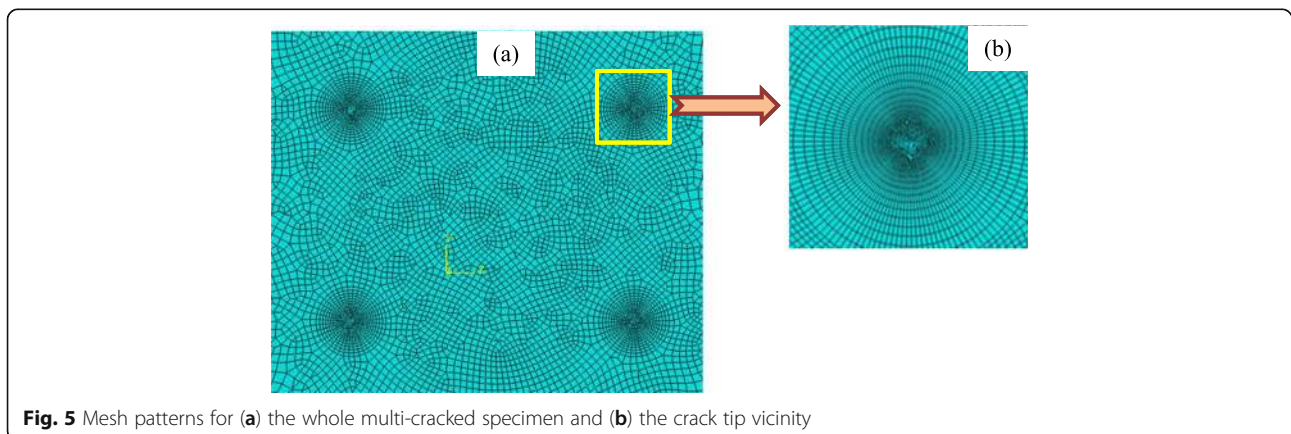 (a)
(b)
Fig. 5 Mesh patterns for (a) the whole multi-cracked specimen and (b) the crack tip vicinity